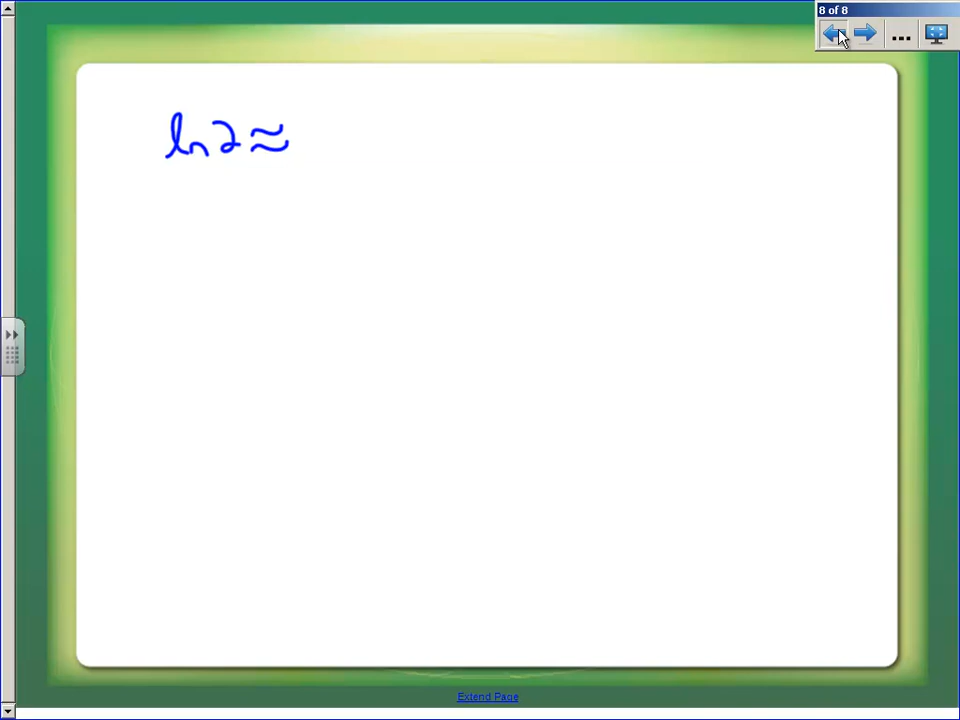 8 of 8
ln2≈
Extend Page